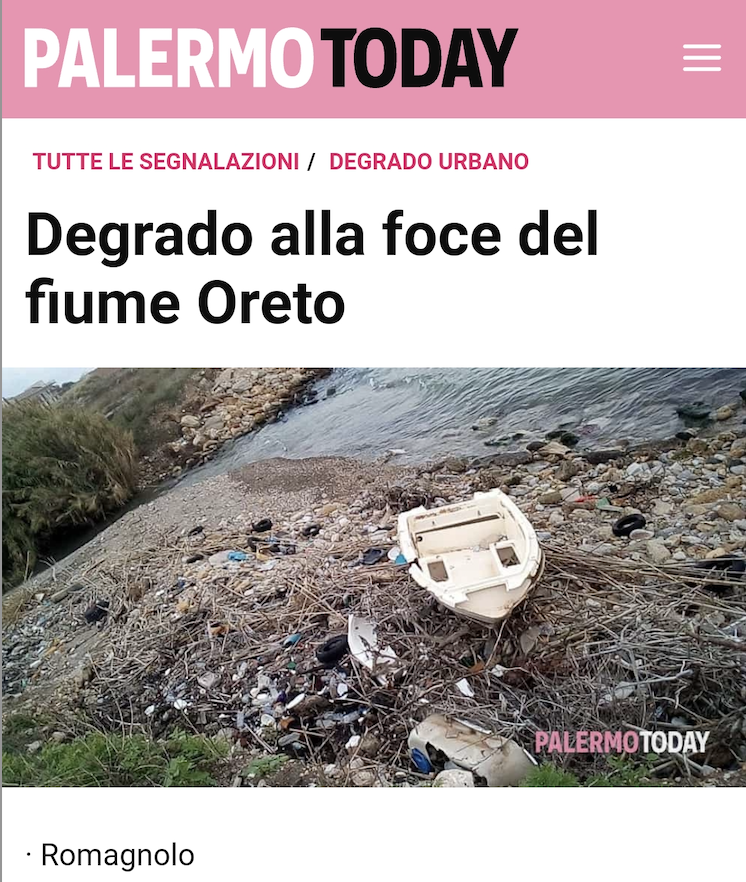 PALERMOTODAY
TUTTE LE SEGNALAZIONI / DEGRADO URBANO
Degrado alla foce del
fiume Oreto
PALERMOTODAY
· Romagnolo